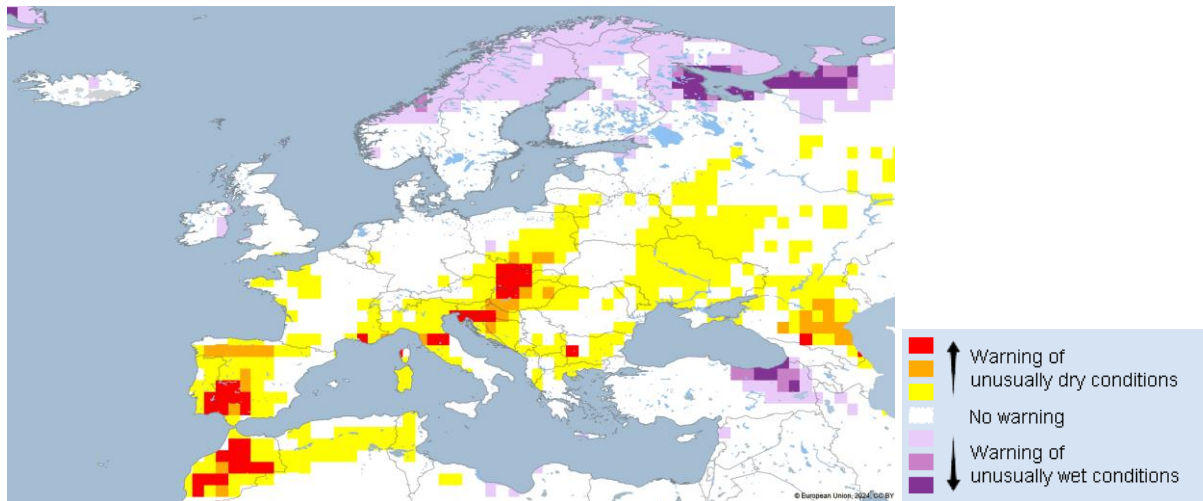 Warning of
unusually dry conditions
No warning
Warning of
unusually wet conditions
© European Union, 2024, CC BY